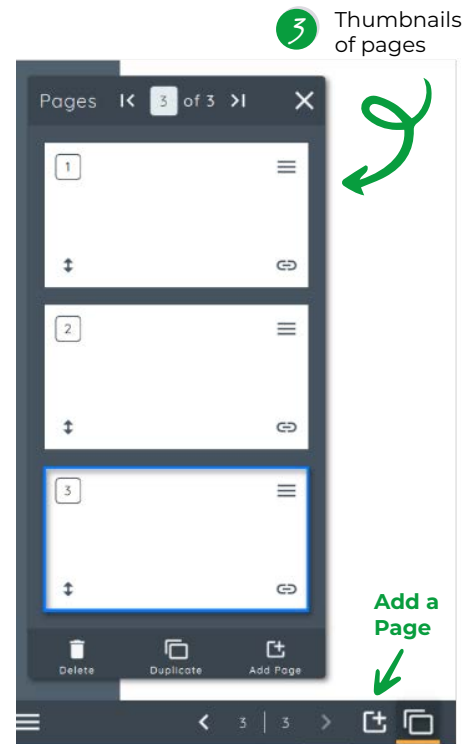 3 Thumbnails
of pages
Pages 3 of 3
1
2
3
Add a
Page
Delete Duplicate Add Page
3 | 3